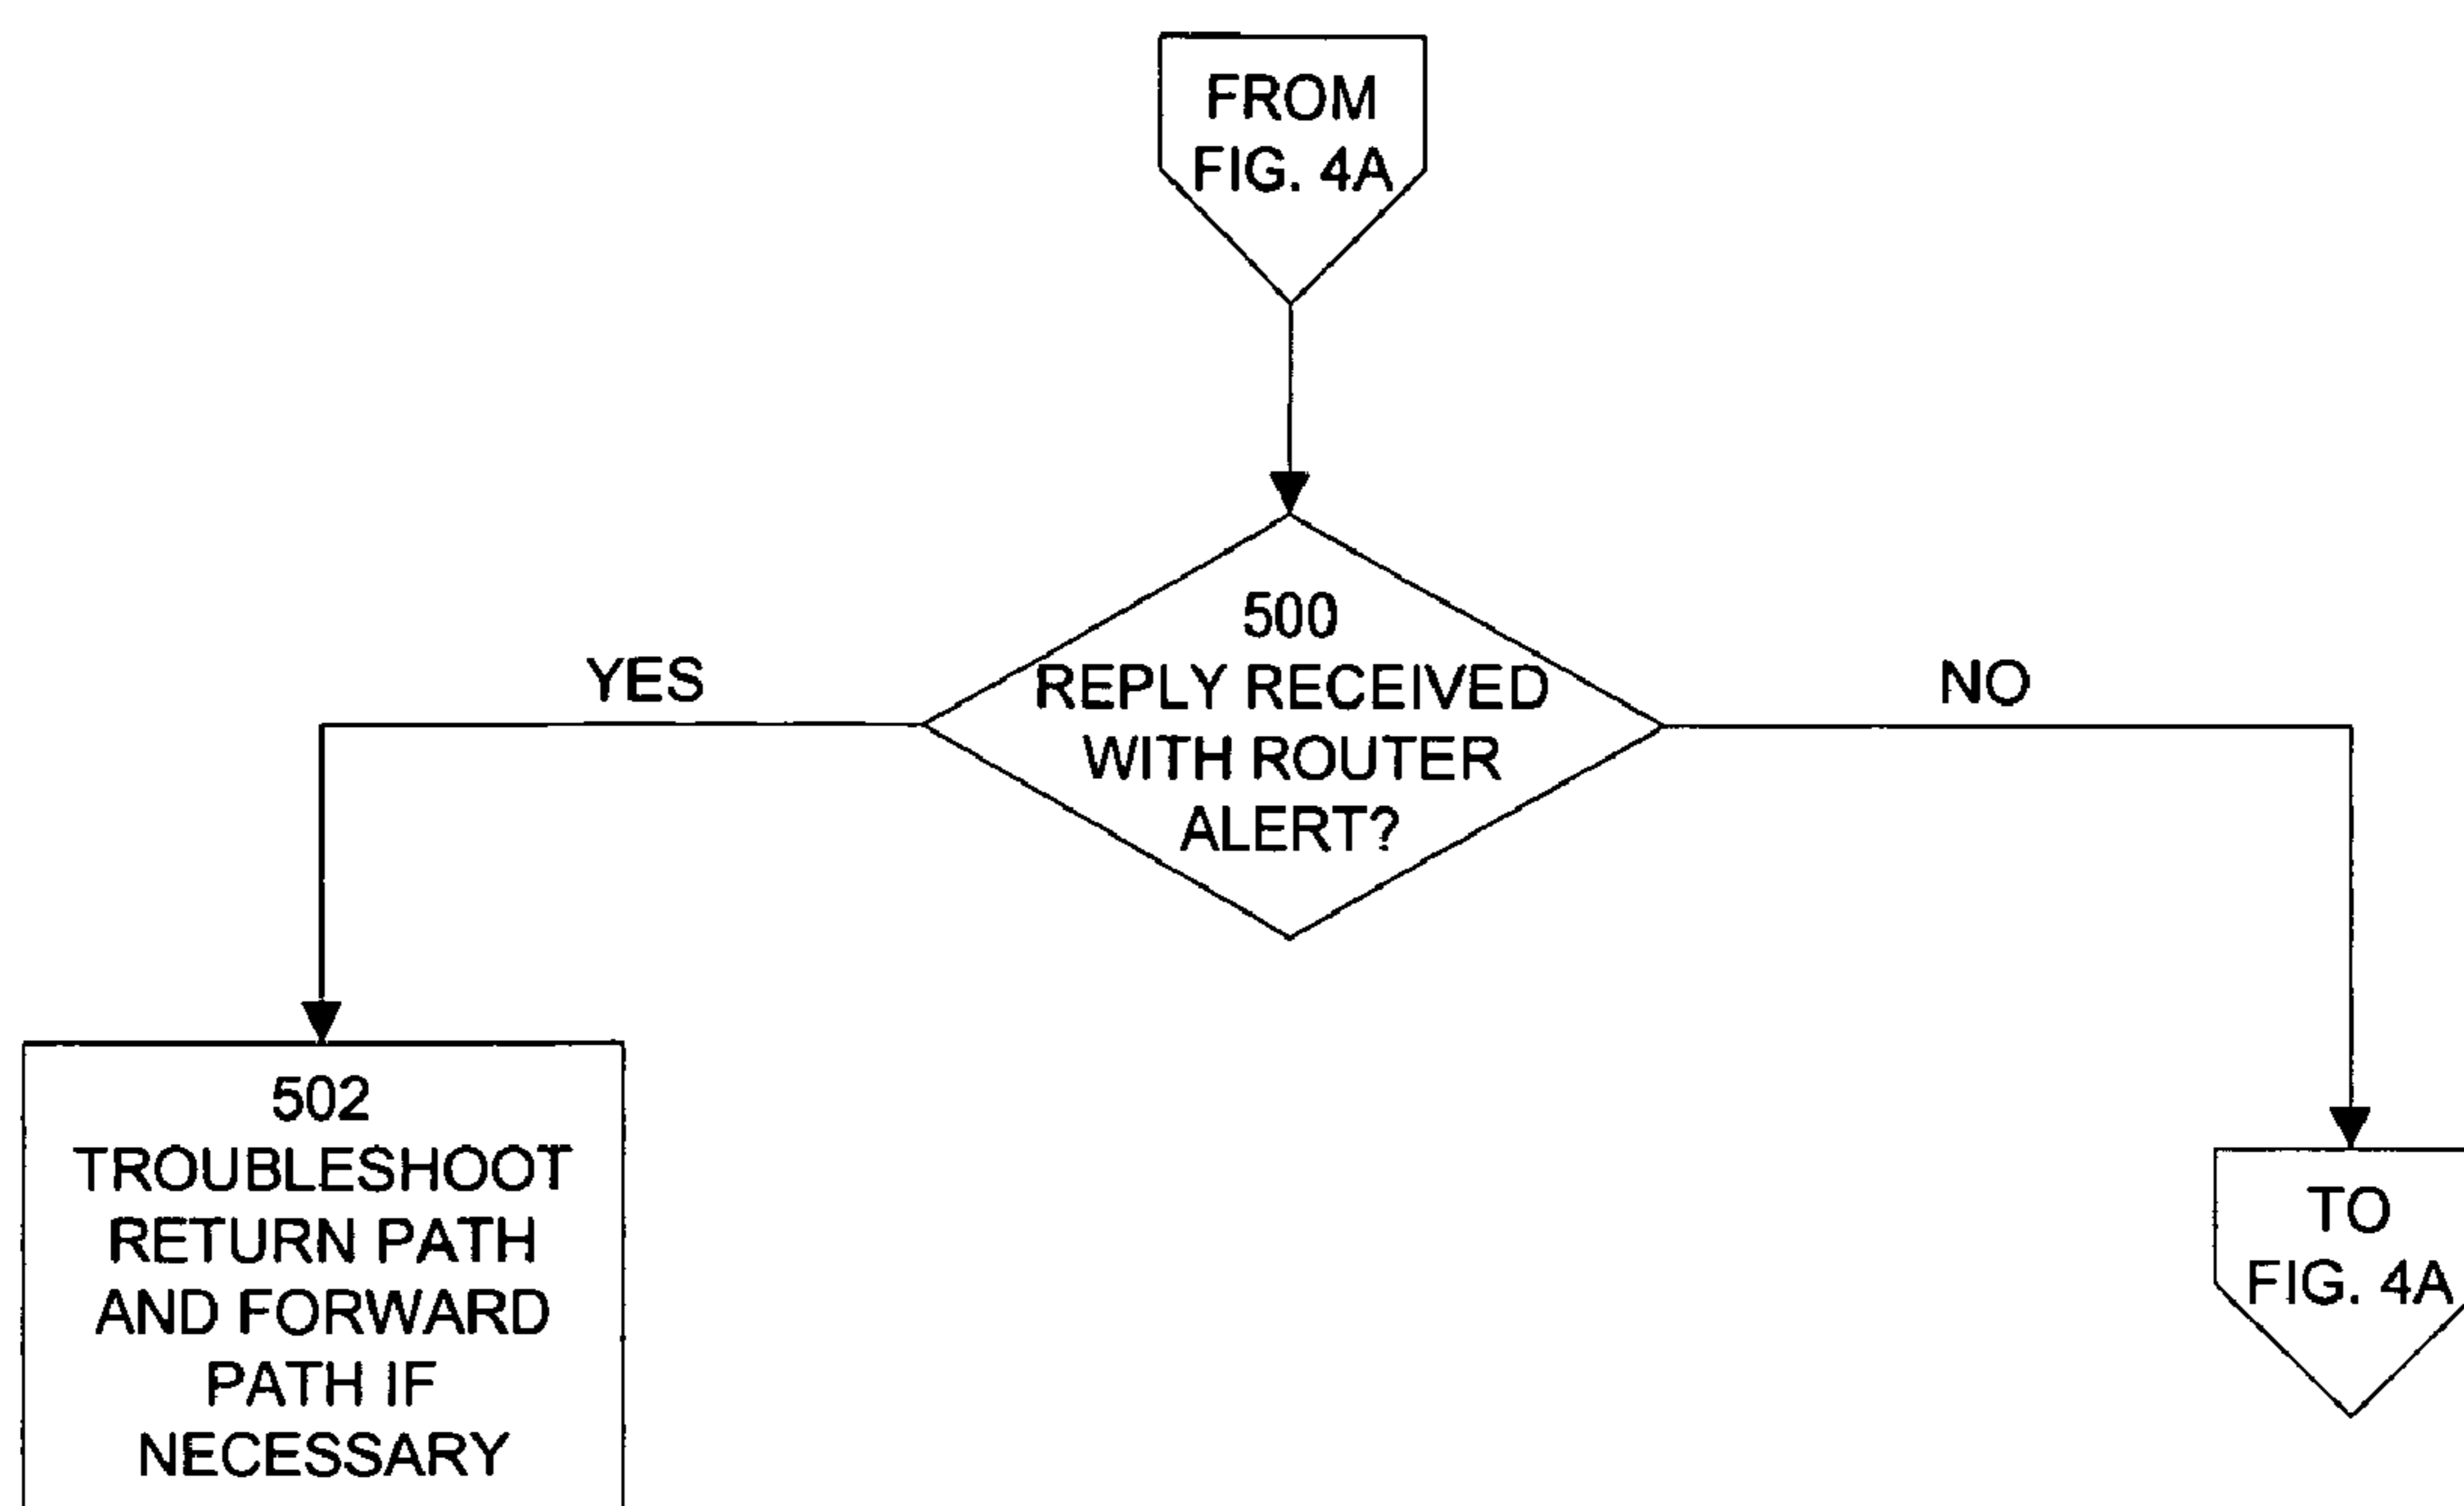 FROM
FIG. 4A
500
REPLY RECEIVED
WITH ROUTER
ALERT?
YES
NO
502
TROUBLESHOOT
RETURN PATH
AND FORWARD
PATH IF
NECESSARY
TO
FIG. 4A